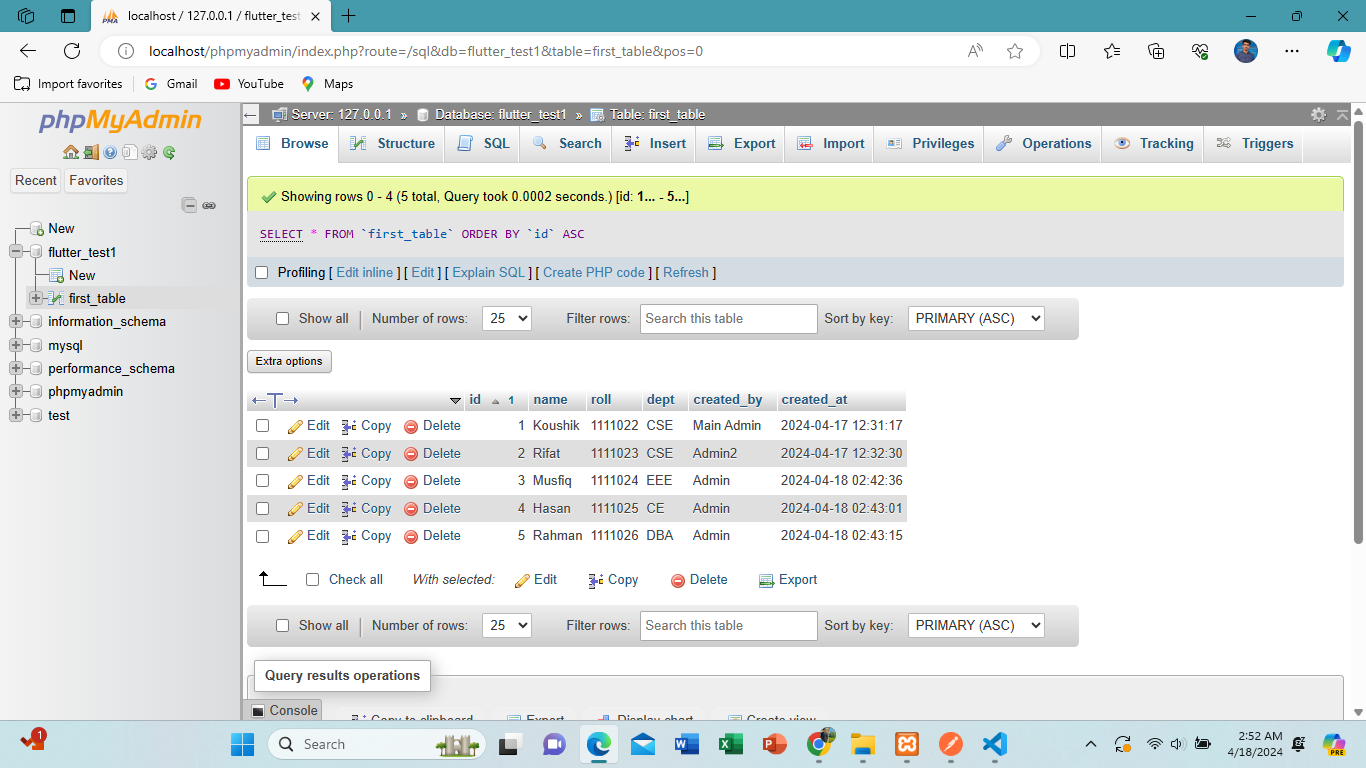 localhost / 127.0.0.1 / flutter_test
localhost/phpmyadmin/index.php?route=/sql&db=flutter_test1&table=first_table&pos=0
Import favorites Gmail YouTube Maps
phpMyAdmin
Recent Favorites
New
flutter_test1
New
first_table
information_schema
mysql
performance_schema
phpmyadmin
test
Server: 127.0.0.1 » Database: flutter_test1 » Table: first_table
Browse Structure SQL Search Insert Export Import Privileges Operations Tracking Triggers
Showing rows 0 - 4 (5 total, Query took 0.0002 seconds.) [id: 1... - 5...]
SELECT * FROM `first_table` ORDER BY `id` ASC
Profiling [ Edit inline ] [ Edit ] [ Explain SQL ] [ Create PHP code ] [ Refresh ]
Show all Number of rows: 25 Filter rows: Search this table Sort by key: PRIMARY (ASC)
Extra options
id 1 name roll dept created_by created_at
Edit Copy Delete 1 Koushik 1111022 CSE Main Admin 2024-04-17 12:31:17
Edit Copy Delete 2 Rifat 1111023 CSE Admin2 2024-04-17 12:32:30
Edit Copy Delete 3 Musfiq 1111024 EEE Admin 2024-04-18 02:42:36
Edit Copy Delete 4 Hasan 1111025 CE Admin 2024-04-18 02:43:01
Edit Copy Delete 5 Rahman 1111026 DBA Admin 2024-04-18 02:43:15
Check all With selected: Edit Copy Delete Export
Show all Number of rows: 25 Filter rows: Search this table Sort by key: PRIMARY (ASC)
Query results operations
Console Copy to clipboard Export Display chart Create view
1 Search 2:52 AM
4/18/2024